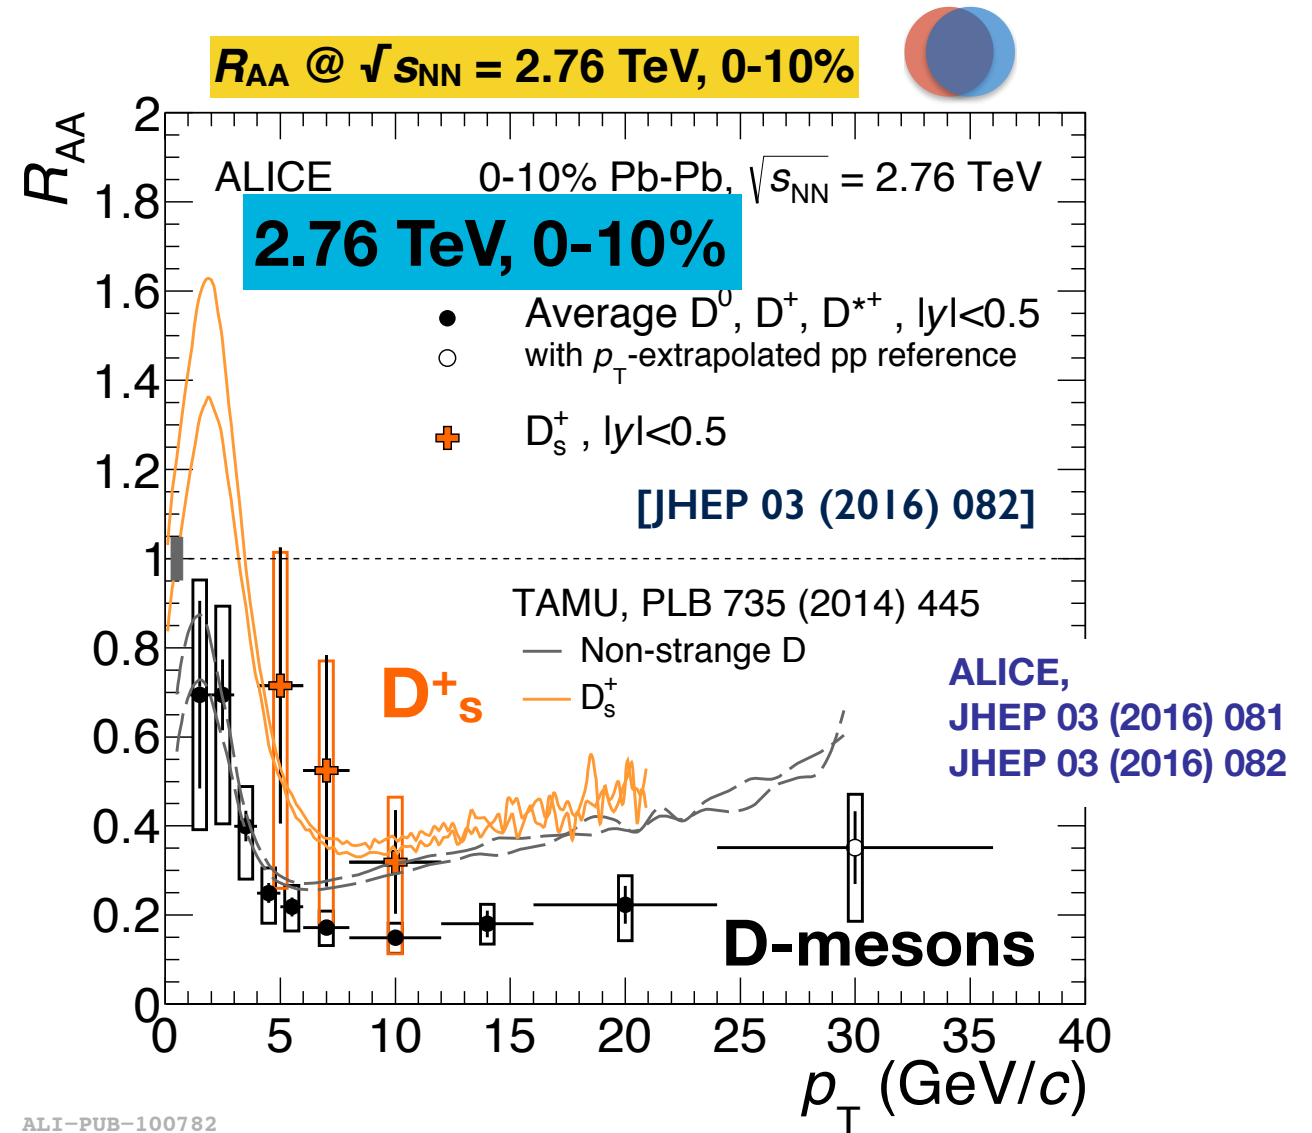 RAA @ √sNN = 2.76 TeV, 0-10%
RAA
ALICE 0-10% Pb-Pb, √sNN = 2.76 TeV
2.76 TeV, 0-10%
Average D⁰, D⁺, D*⁺ , |y|<0.5
with pT-extrapolated pp reference
Ds⁺ , |y|<0.5
[JHEP 03 (2016) 082]
TAMU, PLB 735 (2014) 445
Non-strange D
Ds⁺
D⁺s
ALICE,
JHEP 03 (2016) 081
JHEP 03 (2016) 082
D-mesons
2
1.8
1.6
1.4
1.2
1
0.8
0.6
0.4
0.2
0
0 5 10 15 20 25 30 35 40
pT (GeV/c)
ALI-PUB-100782